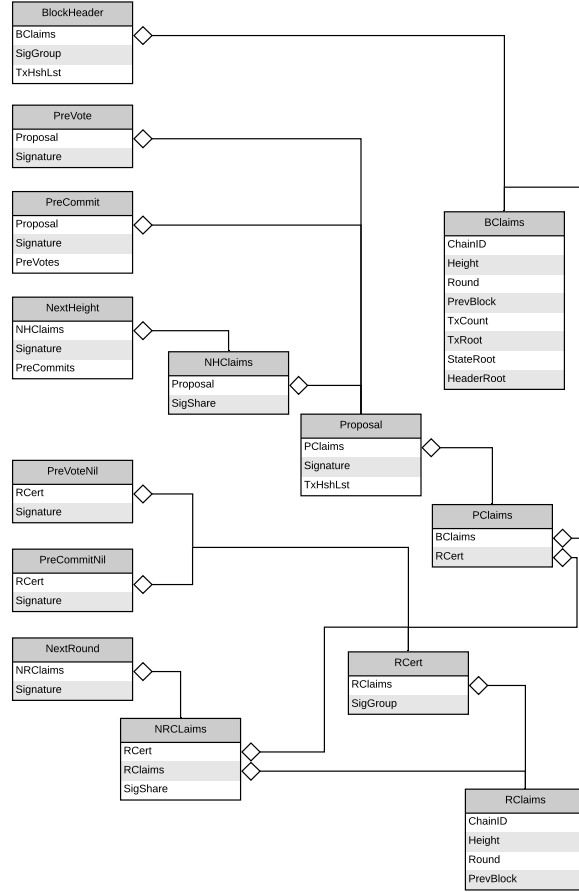 BlockHeader
BClaims
SigGroup
TxHshLst
PreVote
Proposal
Signature
PreCommit
Proposal
Signature
PreVotes
NextHeight
NHClaims
Signature
PreCommits
NHClaims
Proposal
SigShare
BClaims
ChainID
Height
Round
PrevBlock
TxCount
TxRoot
StateRoot
HeaderRoot
Proposal
PClaims
Signature
TxHshLst
PClaims
BClaims
RCert
PreVoteNil
RCert
Signature
PreCommitNil
RCert
Signature
NextRound
NRClaims
Signature
NRCLaims
RCert
RClaims
SigShare
RCert
RClaims
SigGroup
RClaims
ChainID
Height
Round
PrevBlock